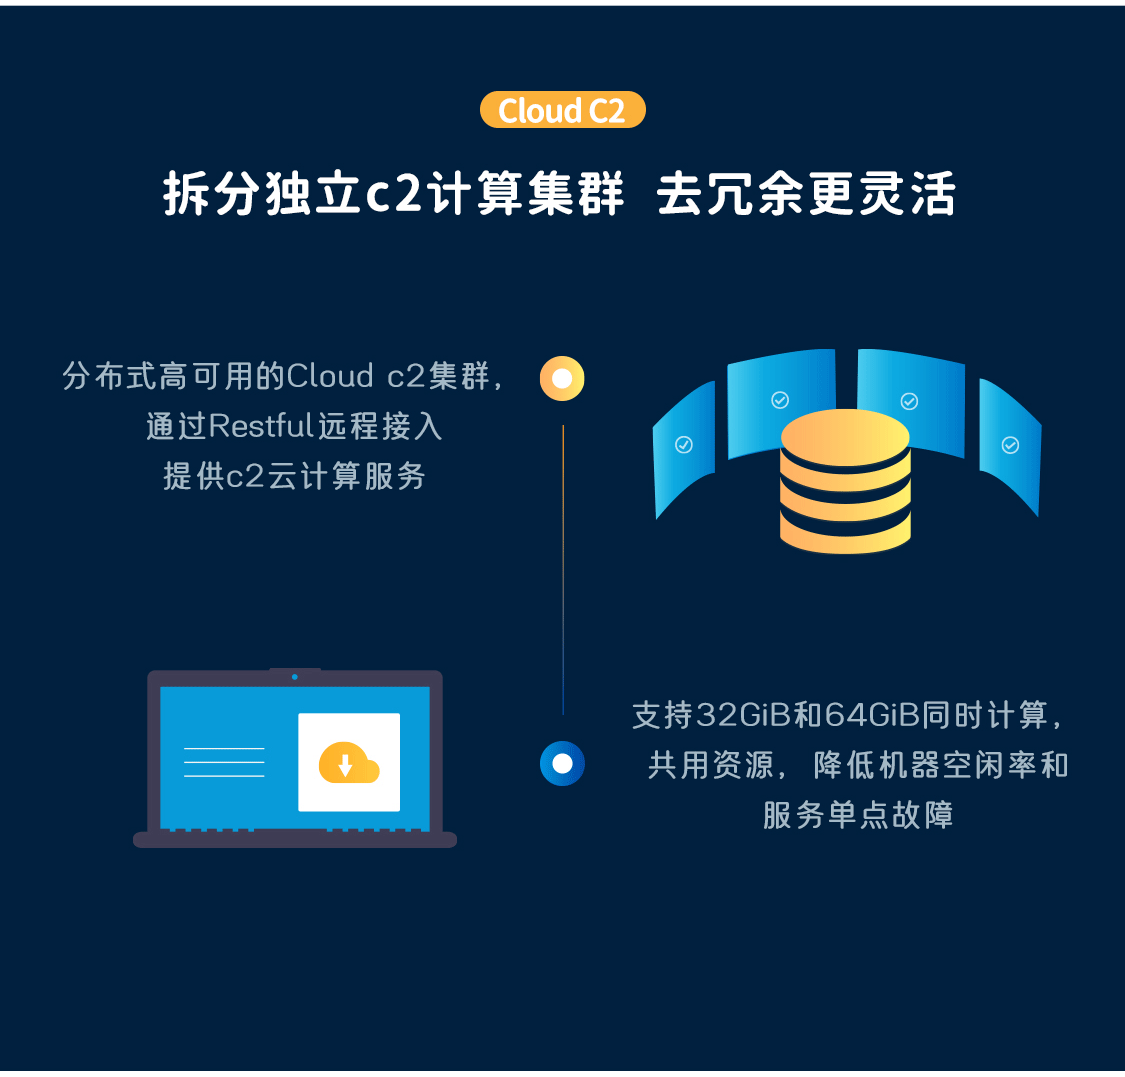 Cloud C2
拆分独立c2计算集群 去冗余更灵活
分布式高可用的Cloud c2集群，
通过Restful远程接入
提供c2云计算服务
支持32GiB和64GiB同时计算，
共用资源，降低机器空闲率和
服务单点故障